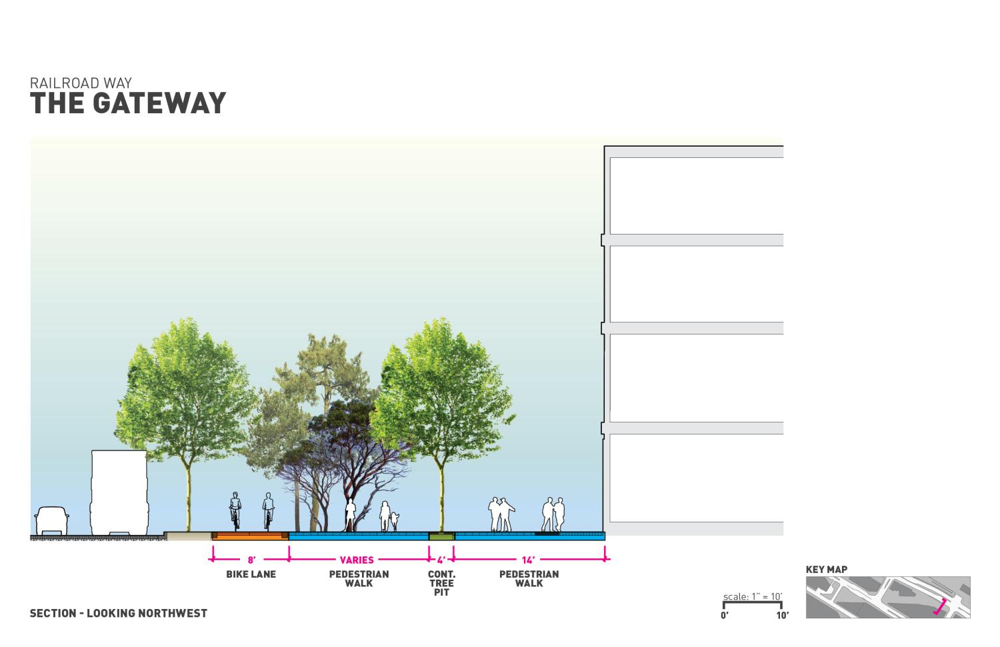 RAILROAD WAY
THE GATEWAY
8’
VARIES
4’
14’
BIKE LANE
PEDESTRIAN
WALK
CONT.
TREE
PIT
PEDESTRIAN
WALK
SECTION - LOOKING NORTHWEST
scale: 1” = 10’
0’
10’
KEY MAP